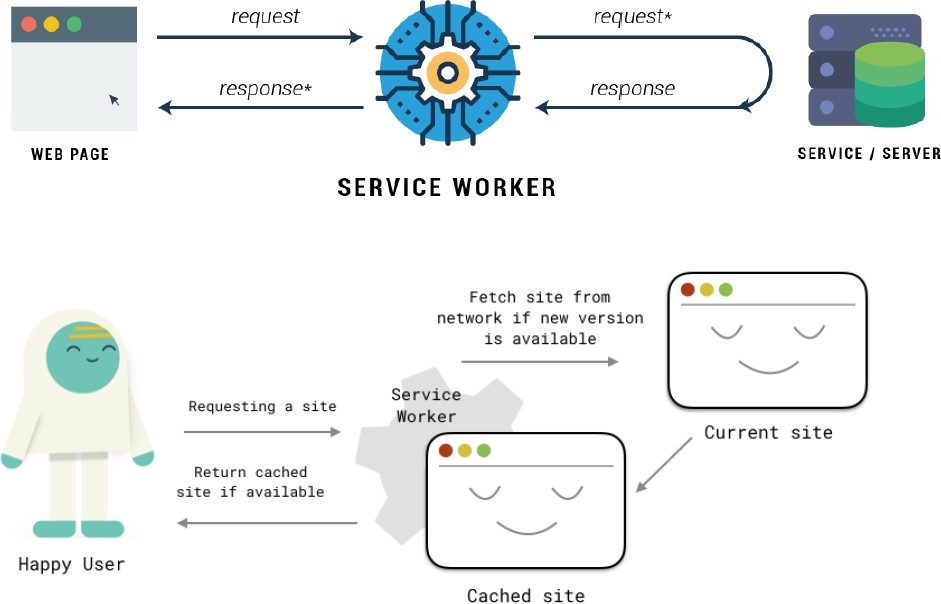 request
request*
response*
response
WEB PAGE
SERVICE / SERVER
SERVICE WORKER
Fetch site from
network if new version
is available
Service
Worker
Requesting a site
Current site
Return cached
site if available
Happy User
Cached site